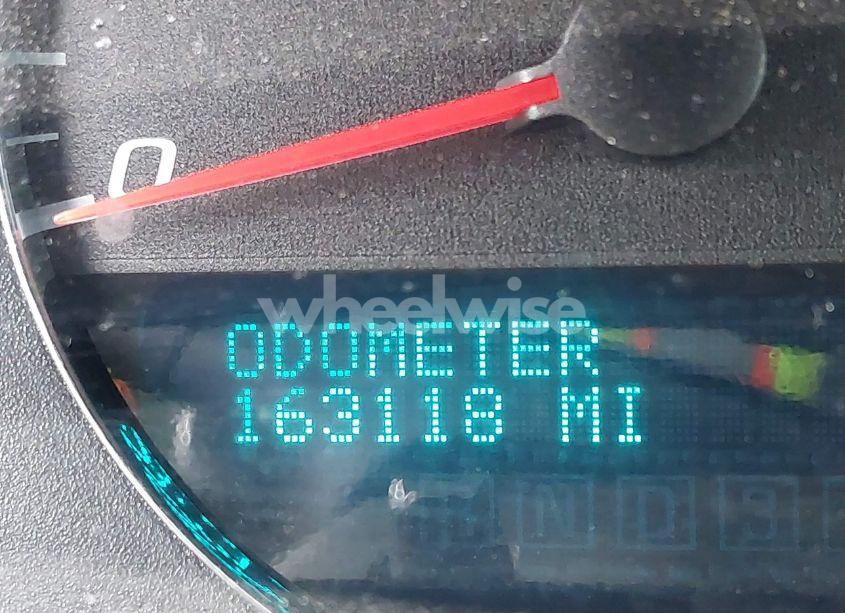 0
wheelwise
ODOMETER
163118 MI
N D 3